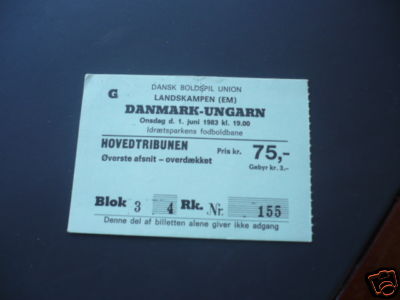 DANSK BOLDSPIL UNION
G LANDSKAMPEN (EM)
DANMARK-UNGARN
Onsdag d. 1. juni 1983 kl. 19.00
Idrætsparkens fodboldbane
HOVEDTRIBUNEN Pris kr. 75,-
Øverste afsnit - overdækket Gebyr kr. 3.-
Blok 3 4 Rk. Nr. 155
Denne del af billetten alene giver ikke adgang